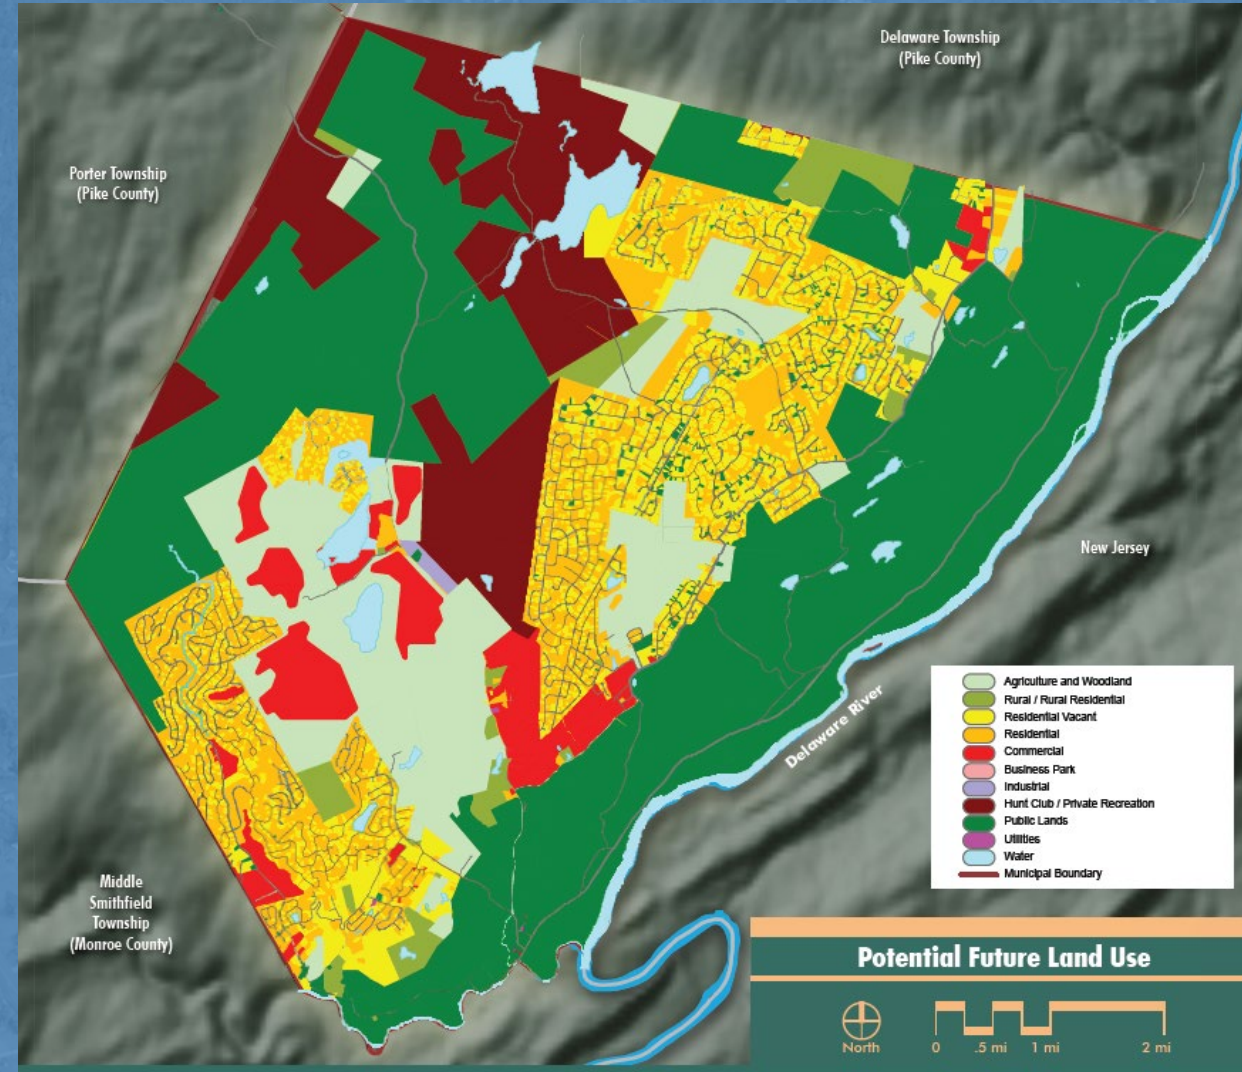 Delaware Township
(Pike County)
Porter Township
(Pike County)
New Jersey
Delaware River
Middle
Smithfield
Township
(Monroe County)
Agriculture and Woodland
Rural / Rural Residential
Residential Vacant
Residential
Commercial
Business Park
Industrial
Hunt Club / Private Recreation
Public Lands
Utilities
Water
Municipal Boundary
Potential Future Land Use
North
0 .5 mi 1 mi 2 mi